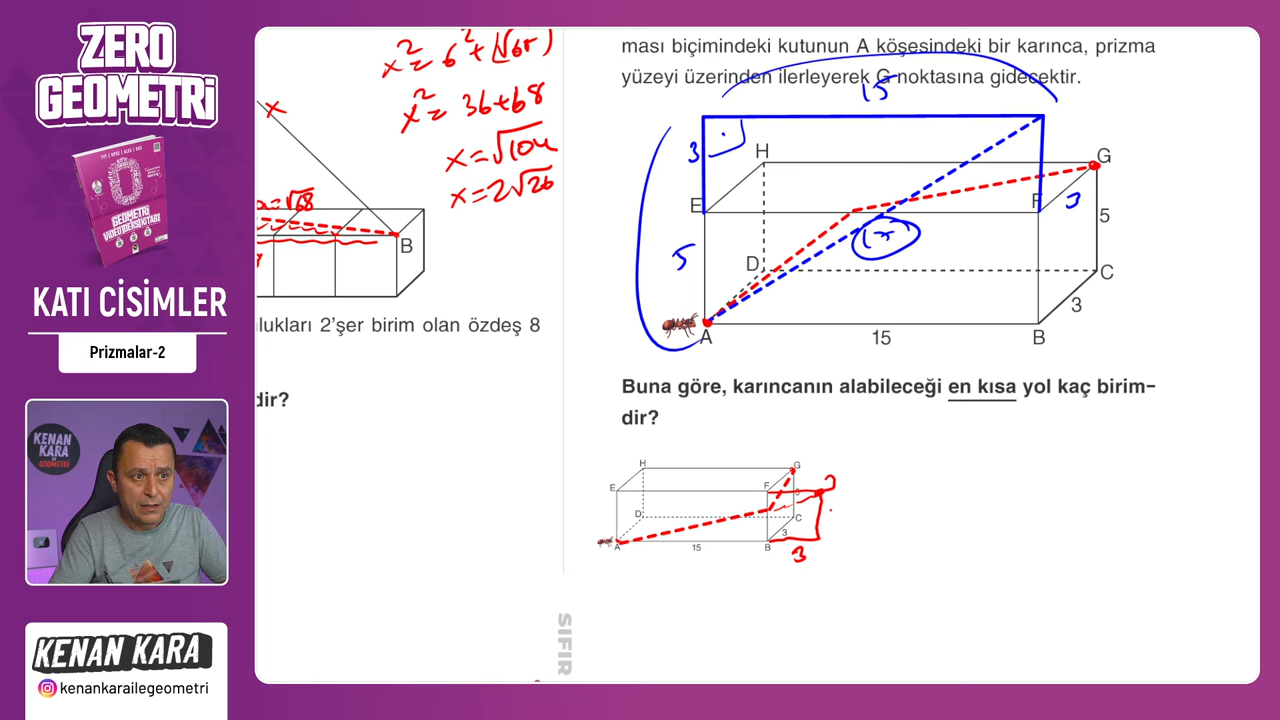 ZERO
GEOMETRİ
GEOMETRİ
VİDEO DERS KİTABI
KATI CİSİMLER
Prizmalar-2
KENAN
KARA
GEOMETRİ
KENAN KARA
kenankarailegeometri
x² = 6² + (√68)
x² = 36+68
x = √104
x = 2√26
√68
x
B
lukları 2'şer birim olan özdeş 8
dir?
ması biçimindeki kutunun A köşesindeki bir karınca, prizma
yüzeyi üzerinden ilerleyerek G noktasına gidecektir.
15
3
H
G
E
F
3
5
5
D
C
3
A
15
B
Buna göre, karıncanın alabileceği en kısa yol kaç birim-
dir?
H
G
E
F
5
D
C
3
A
15
B
3
SIFIR